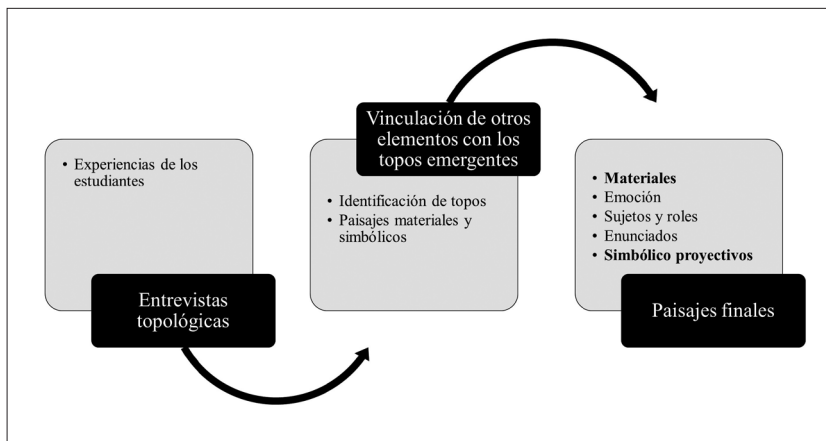 • Experiencias de los
estudiantes
Entrevistas
topológicas
Vinculación de otros
elementos con los
topos emergentes
• Identificación de topos
• Paisajes materiales y
simbólicos
• Materiales
• Emoción
• Sujetos y roles
• Enunciados
• Simbólico proyectivos
Paisajes finales